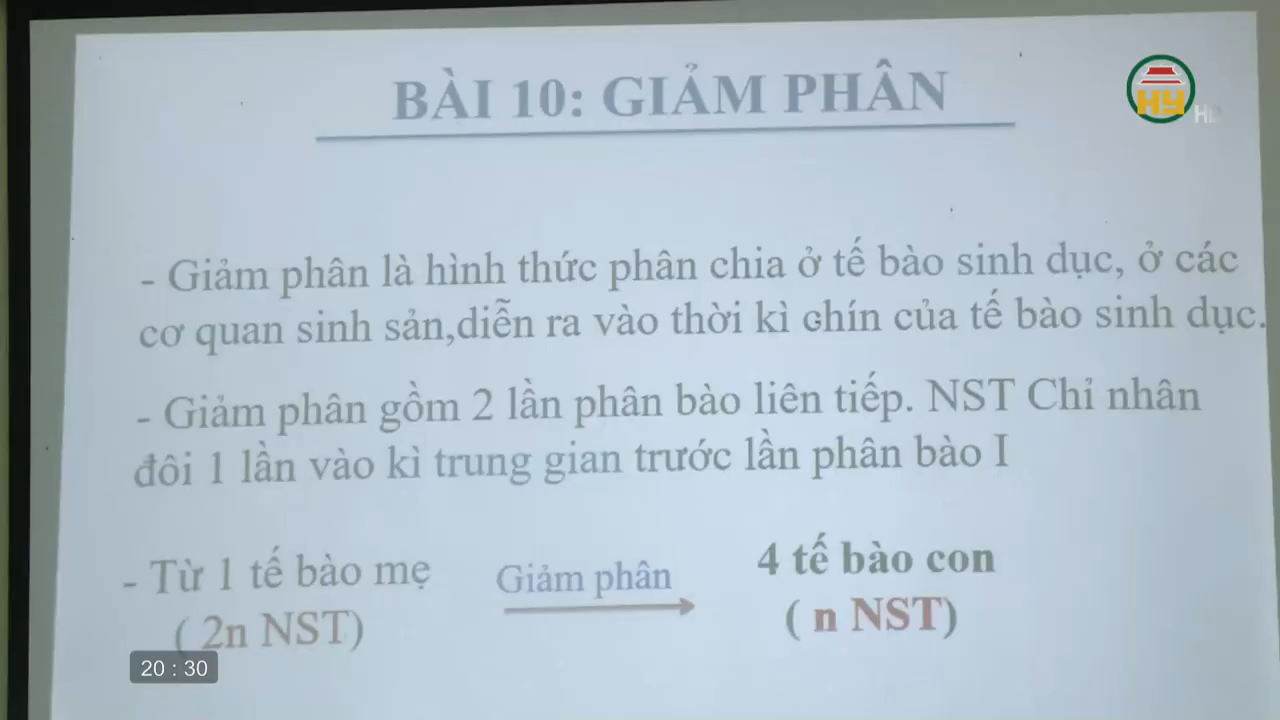 BÀI 10: GIẢM PHÂN
HY
HD
- Giảm phân là hình thức phân chia ở tế bào sinh dục, ở các
cơ quan sinh sản,diễn ra vào thời kì chín của tế bào sinh dục.
- Giảm phân gồm 2 lần phân bào liên tiếp. NST Chỉ nhân
đôi 1 lần vào kì trung gian trước lần phân bào I
- Từ 1 tế bào mẹ
( 2n NST)
Giảm phân
4 tế bào con
( n NST)
20 : 30